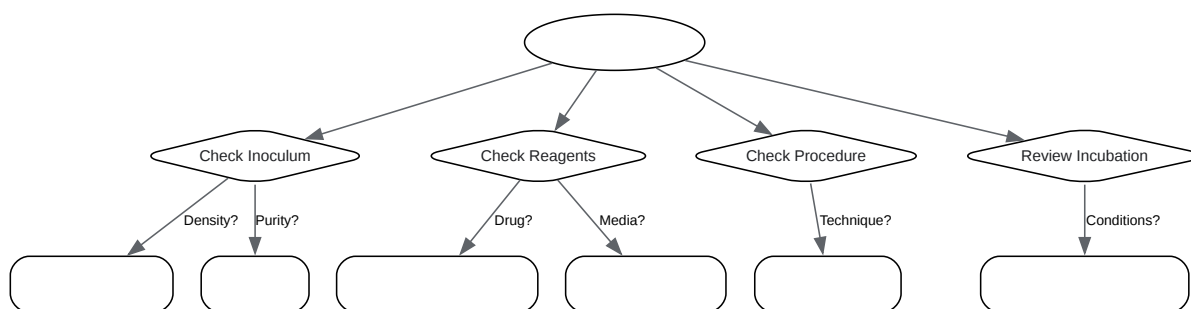 Check Inoculum
Check Reagents
Check Procedure
Review Incubation
Density?
Purity?
Drug?
Media?
Technique?
Conditions?